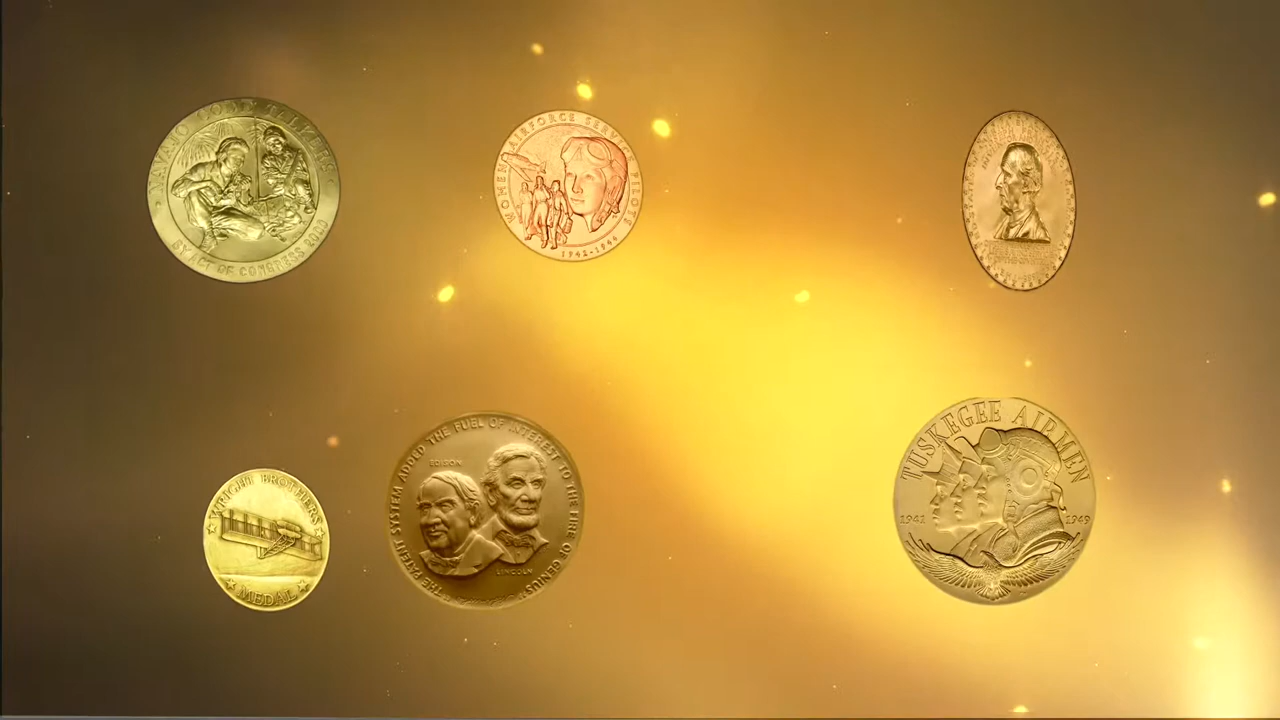 NAVAJO CODE TALKERS
BY ACT OF CONGRESS 2000
WOMEN AIRFORCE SERVICE PILOTS
1942-1944
WRIGHT BROTHERS
MEDAL
THE PATENT SYSTEM ADDED THE FUEL OF INTEREST TO THE FIRE OF GENIUS
EDISON
LINCOLN
TUSKEGEE AIRMEN
1941
1949